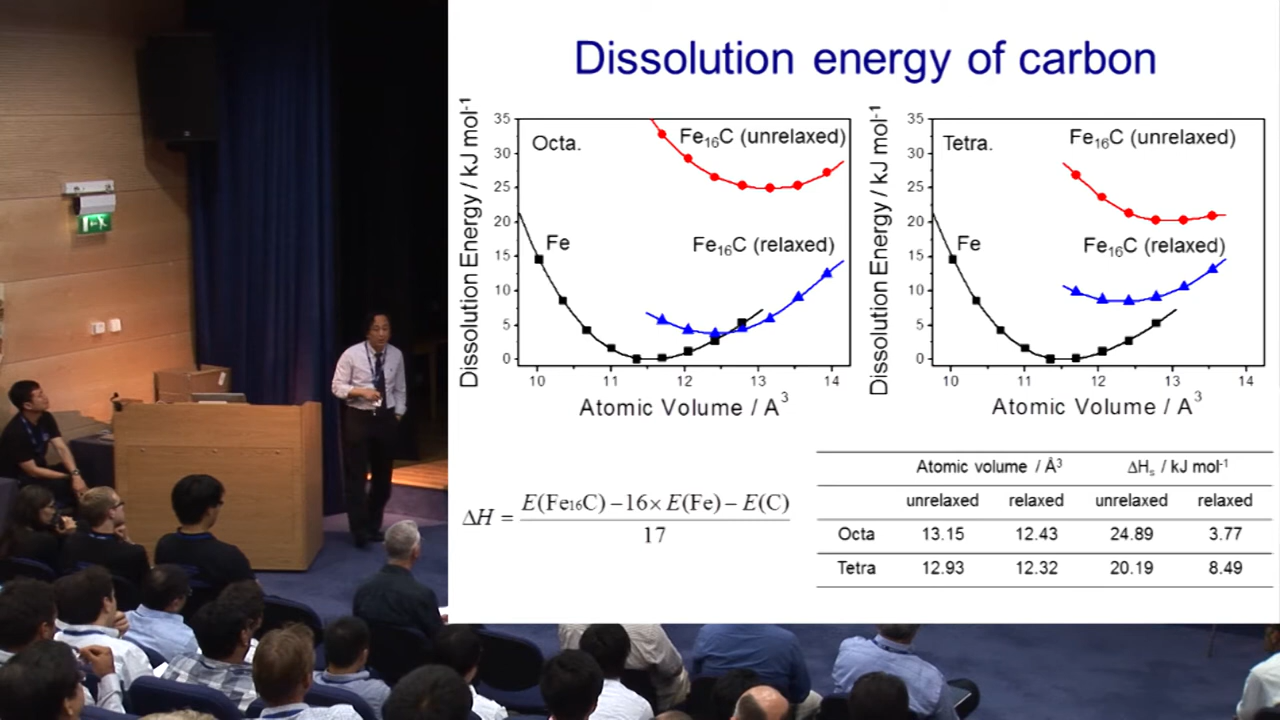 Dissolution energy of carbon
Dissolution Energy / kJ mol⁻¹
35
30
25
20
15
10
5
0
Octa.
Fe₁₆C (unrelaxed)
Fe
Fe₁₆C (relaxed)
10 11 12 13 14
Atomic Volume / A³
Dissolution Energy / kJ mol⁻¹
35
30
25
20
15
10
5
0
Tetra.
Fe₁₆C (unrelaxed)
Fe
Fe₁₆C (relaxed)
10 11 12 13 14
Atomic Volume / A³
ΔH = E(Fe₁₆C) − 16× E(Fe) − E(C)
17
Atomic volume / Å³ ΔHₛ / kJ mol⁻¹
unrelaxed relaxed unrelaxed relaxed
Octa 13.15 12.43 24.89 3.77
Tetra 12.93 12.32 20.19 8.49